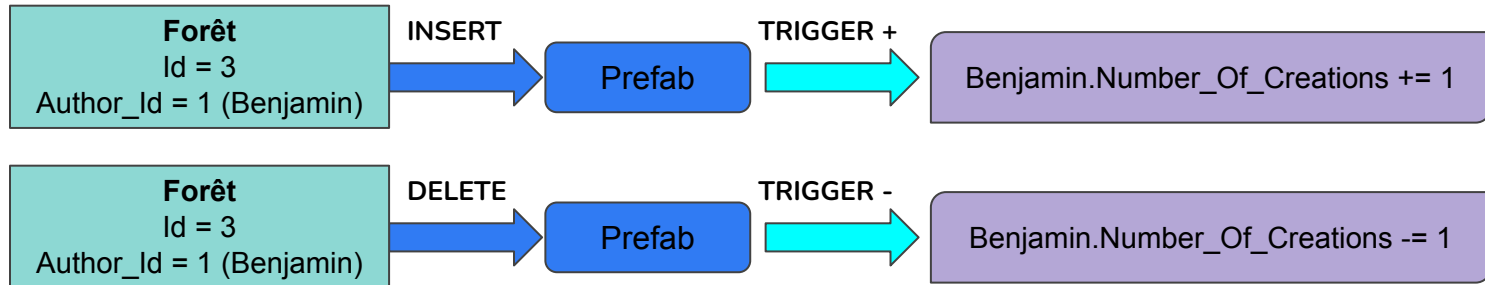 Forêt
Id = 3
Author_Id = 1 (Benjamin)
INSERT
Prefab
TRIGGER +
Benjamin.Number_Of_Creations += 1
Forêt
Id = 3
Author_Id = 1 (Benjamin)
DELETE
Prefab
TRIGGER -
Benjamin.Number_Of_Creations -= 1